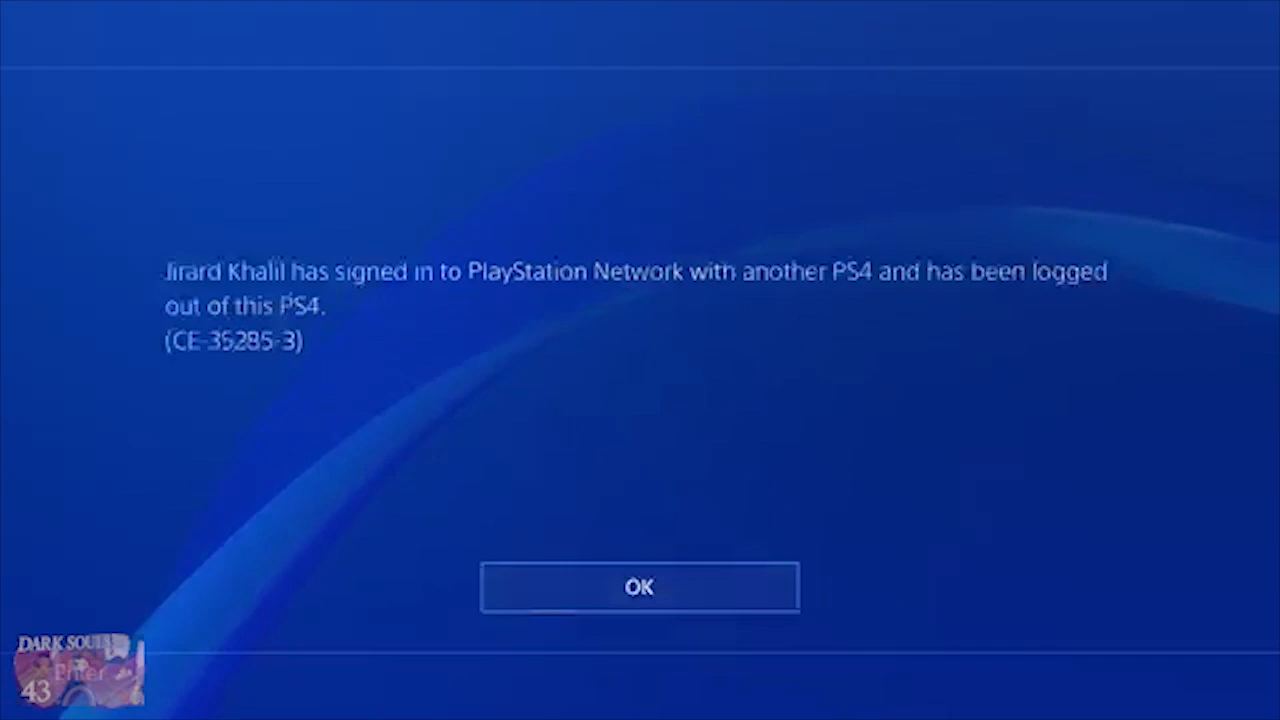 Jirard Khalil has signed in to PlayStation Network with another PS4 and has been logged
out of this PS4.
(CE-35285-3)
OK
DARK SOULS
Enter
43